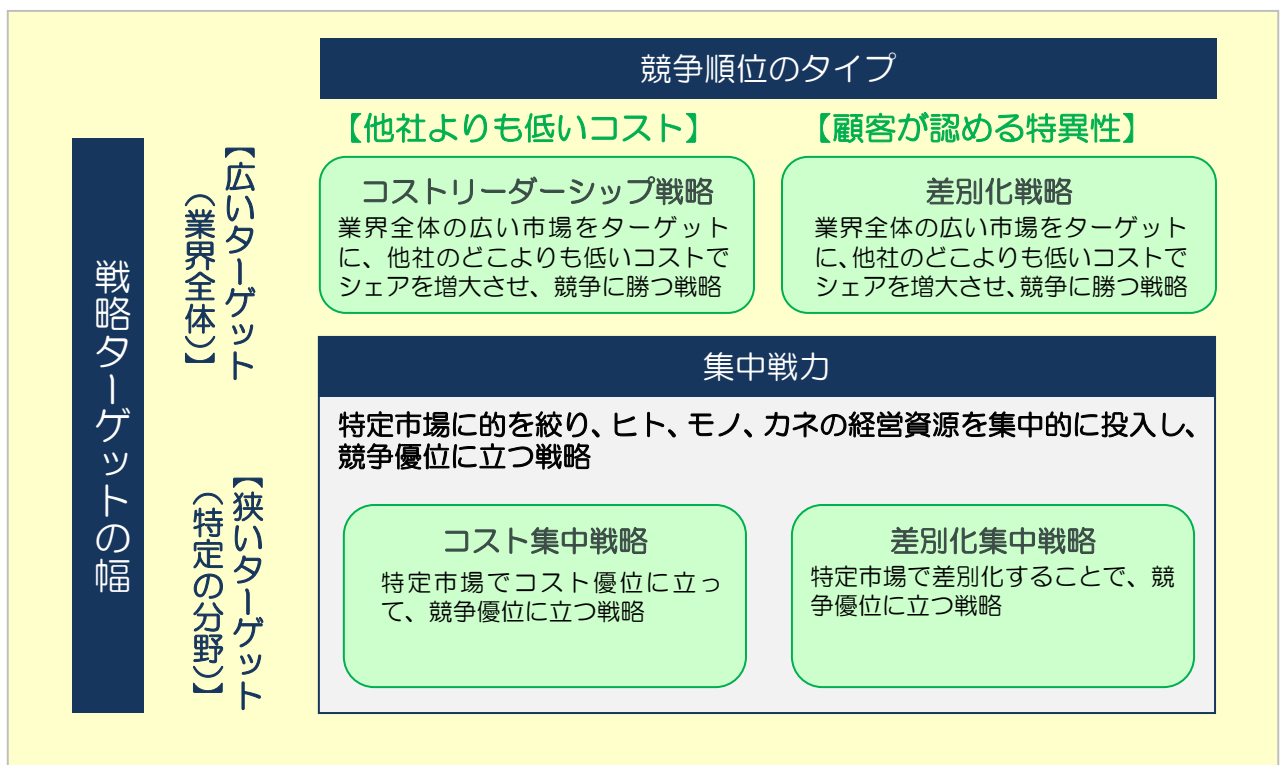 競争順位のタイプ
【他社よりも低いコスト】
【顧客が認める特異性】
戦略ターゲットの幅
【広いターゲット
（業界全体）】
コストリーダーシップ戦略
業界全体の広い市場をターゲット
に、他社のどこよりも低いコストで
シェアを増大させ、競争に勝つ戦略
差別化戦略
業界全体の広い市場をターゲット
に、他社のどこよりも低いコストで
シェアを増大させ、競争に勝つ戦略
【狭いターゲット
（特定の分野）】
集中戦力
特定市場に的を絞り、ヒト、モノ、カネの経営資源を集中的に投入し、
競争優位に立つ戦略
コスト集中戦略
特定市場でコスト優位に立っ
て、競争優位に立つ戦略
差別化集中戦略
特定市場で差別化することで、競
争優位に立つ戦略